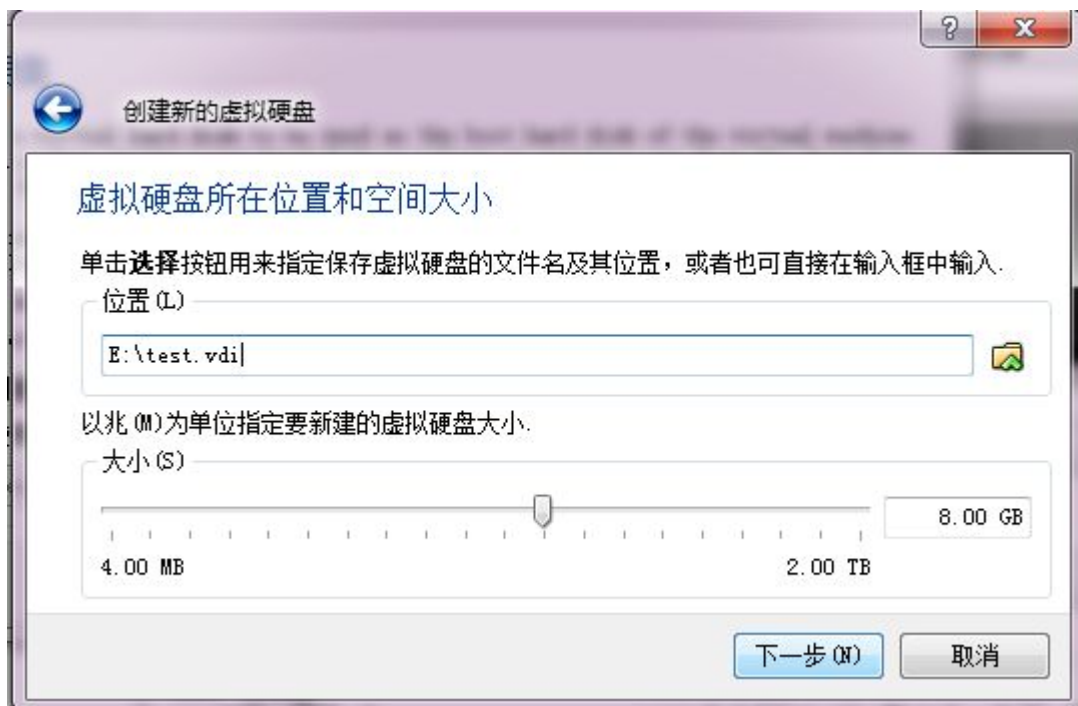 创建新的虚拟硬盘
虚拟硬盘所在位置和空间大小
单击选择按钮用来指定保存虚拟硬盘的文件名及其位置，或者也可直接在输入框中输入.
位置(L)
E:\test.vdi
以兆(M)为单位指定要新建的虚拟硬盘大小.
大小(S)
8.00 GB
4.00 MB 2.00 TB
下一步(N) 取消